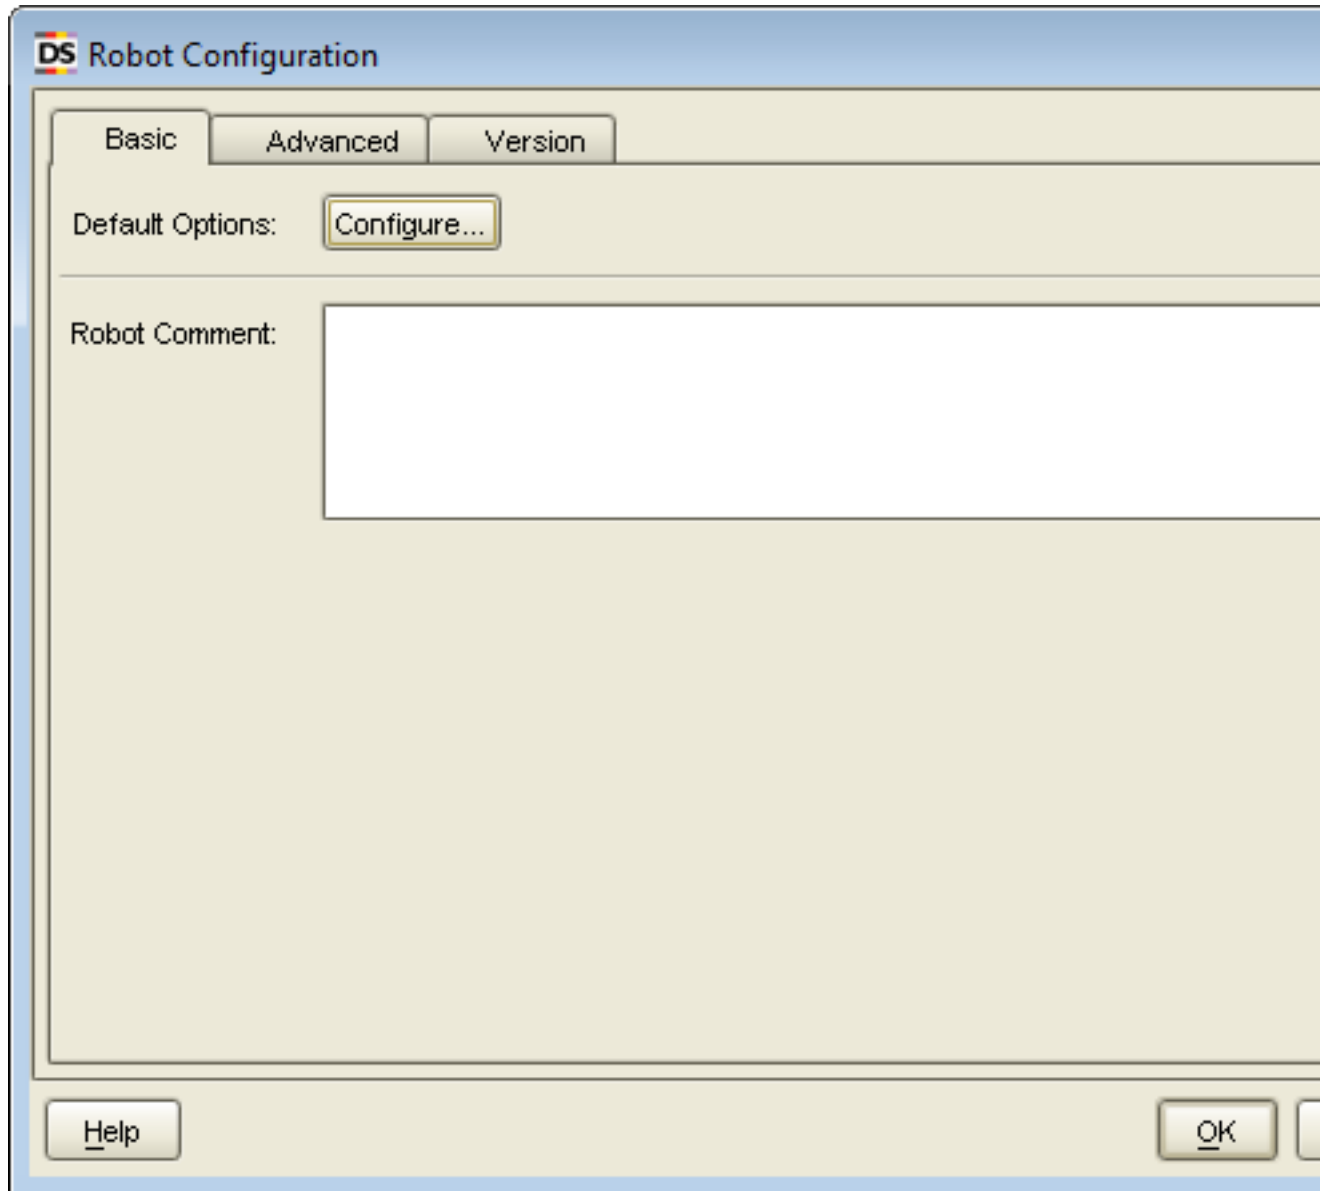 DS Robot Configuration
Basic Advanced Version
Default Options: Configure...
Robot Comment:
Help OK